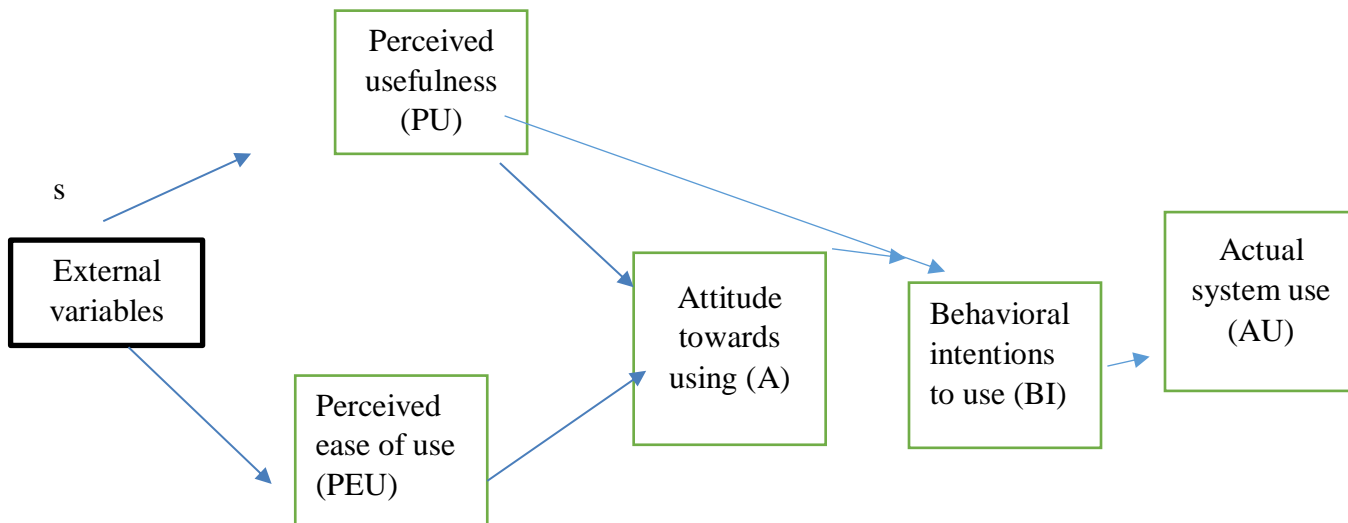 Perceived
usefulness
(PU)
s
External
variables
Perceived
ease of use
(PEU)
Attitude
towards
using (A)
Behavioral
intentions
to use (BI)
Actual
system use
(AU)